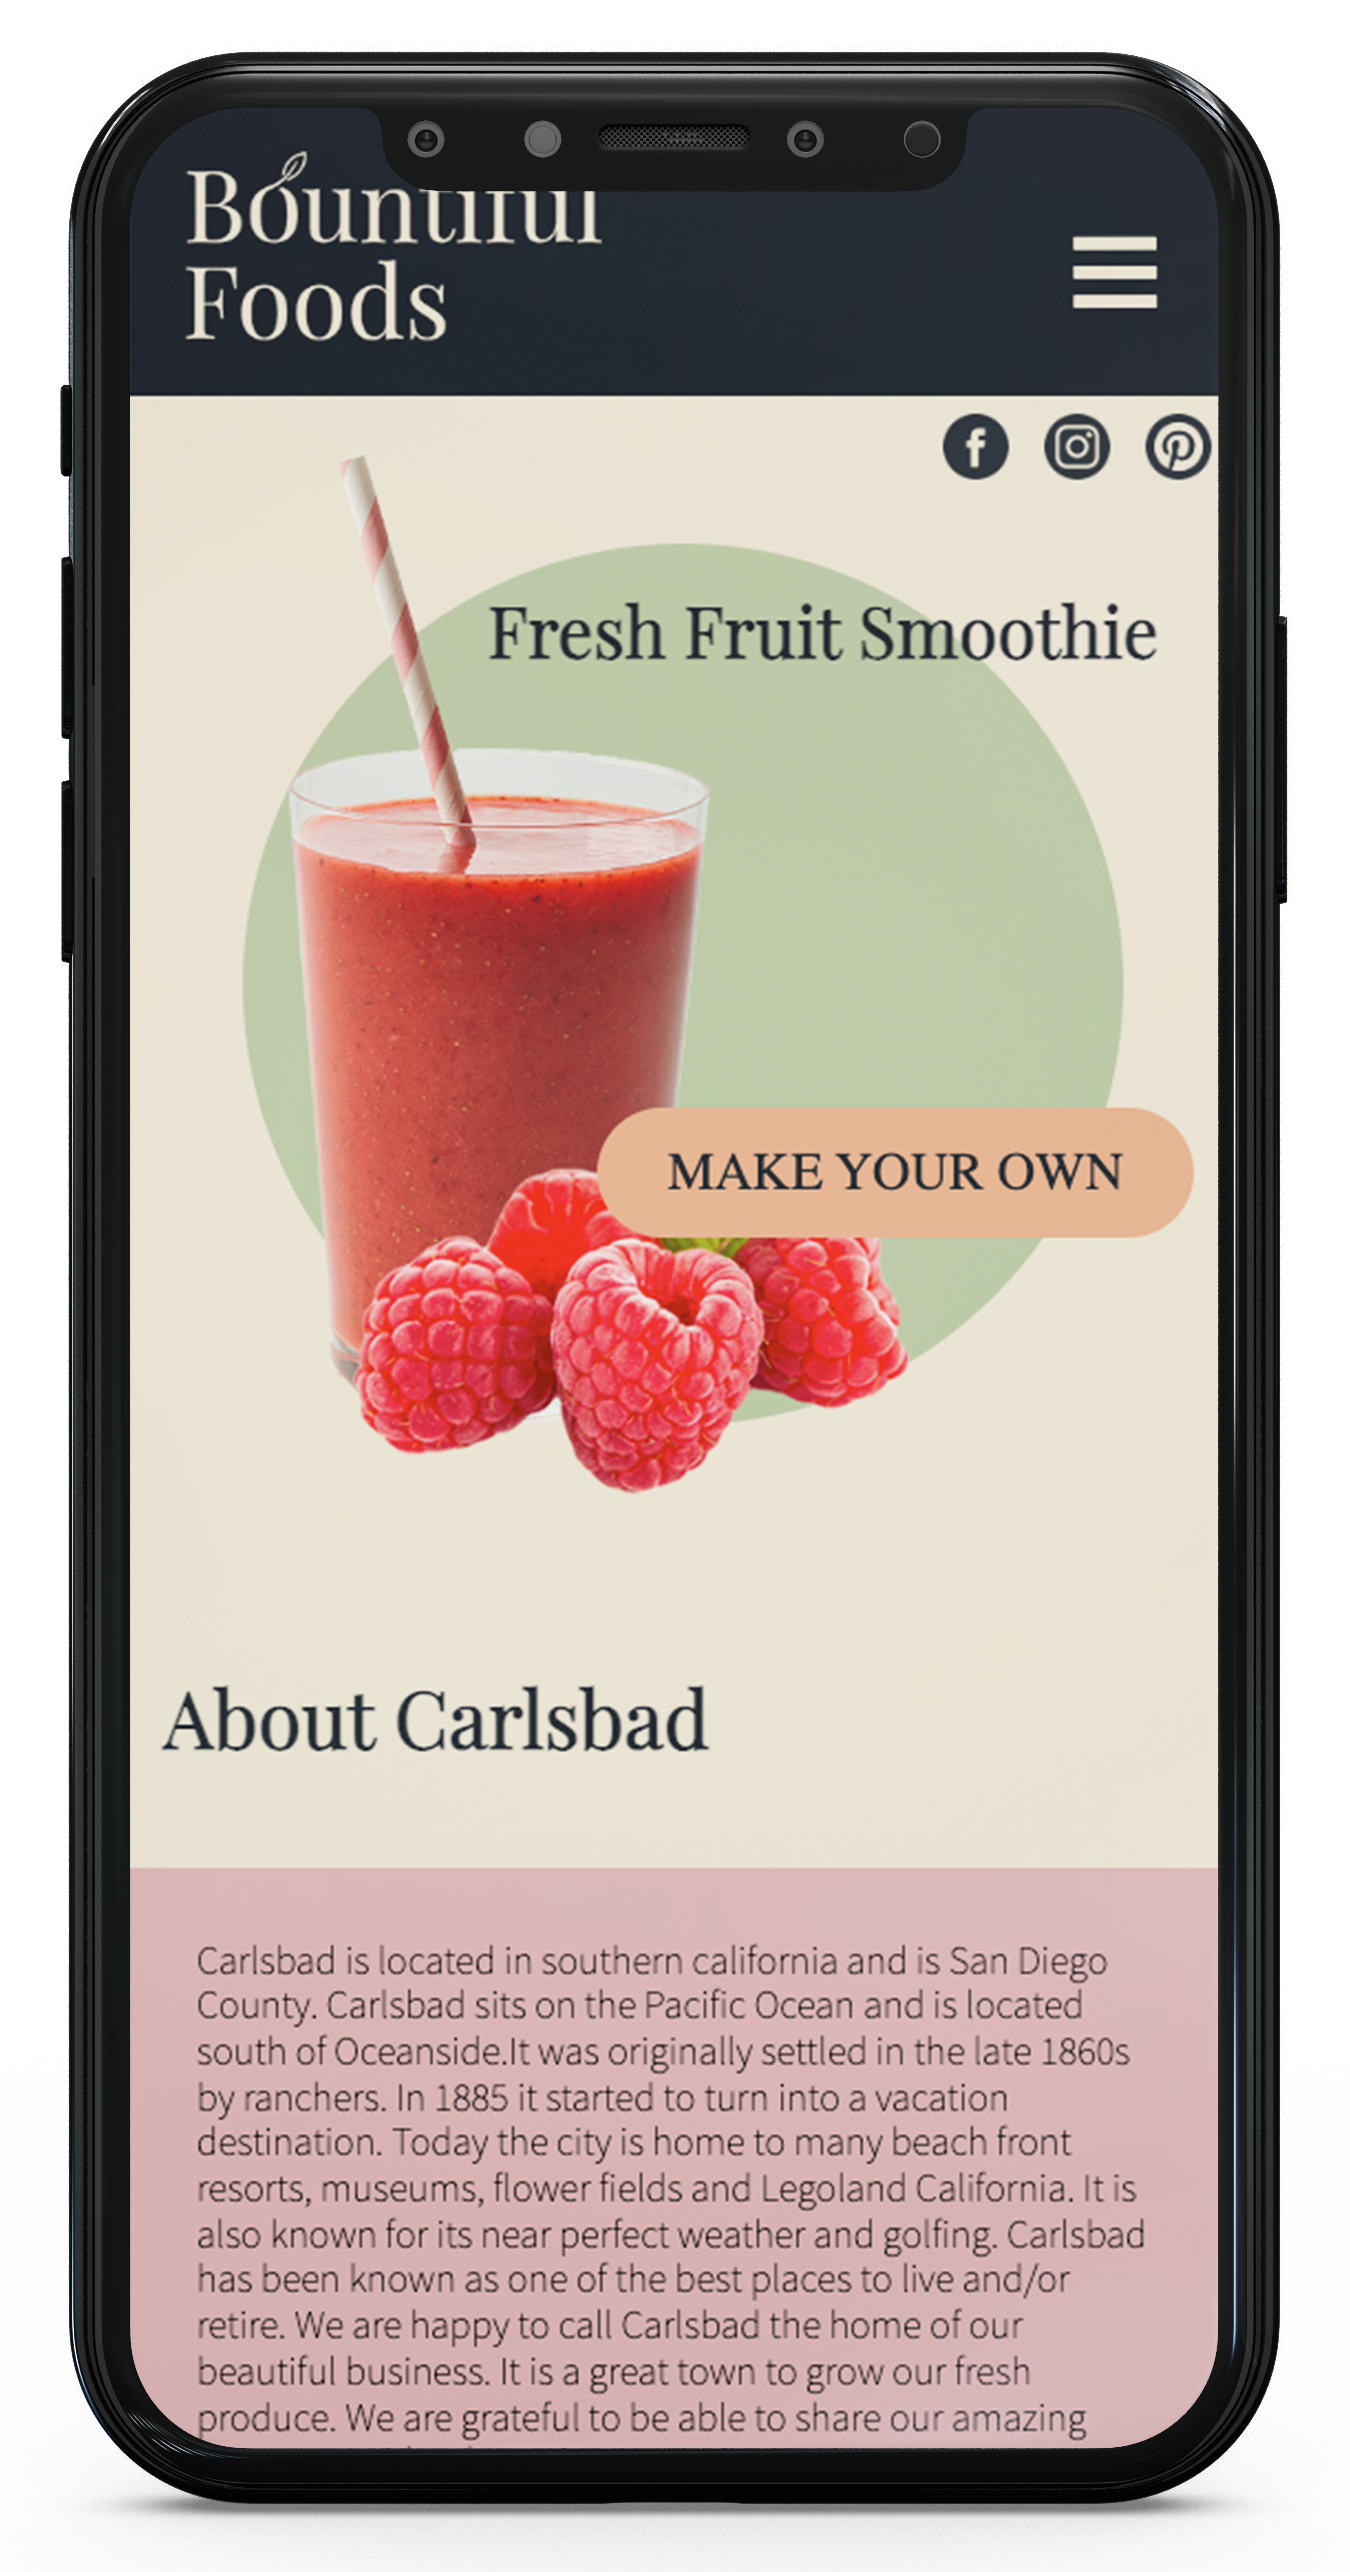 Bountiful
Foods
Fresh Fruit Smoothie
MAKE YOUR OWN
About Carlsbad
Carlsbad is located in southern california and is San Diego
County. Carlsbad sits on the Pacific Ocean and is located
south of Oceanside.It was originally settled in the late 1860s
by ranchers. In 1885 it started to turn into a vacation
destination. Today the city is home to many beach front
resorts, museums, flower fields and Legoland California. It is
also known for its near perfect weather and golfing. Carlsbad
has been known as one of the best places to live and/or
retire. We are happy to call Carlsbad the home of our
beautiful business. It is a great town to grow our fresh
produce. We are grateful to be able to share our amazing